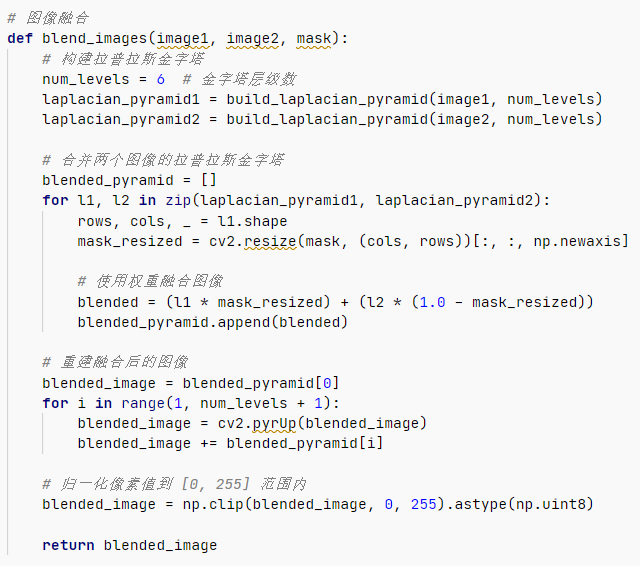 # 图像融合
def blend_images(image1, image2, mask):
    # 构建拉普拉斯金字塔
    num_levels = 6  # 金字塔层级数
    laplacian_pyramid1 = build_laplacian_pyramid(image1, num_levels)
    laplacian_pyramid2 = build_laplacian_pyramid(image2, num_levels)

    # 合并两个图像的拉普拉斯金字塔
    blended_pyramid = []
    for l1, l2 in zip(laplacian_pyramid1, laplacian_pyramid2):
        rows, cols, _ = l1.shape
        mask_resized = cv2.resize(mask, (cols, rows))[:, :, np.newaxis]

        # 使用权重融合图像
        blended = (l1 * mask_resized) + (l2 * (1.0 - mask_resized))
        blended_pyramid.append(blended)

    # 重建融合后的图像
    blended_image = blended_pyramid[0]
    for i in range(1, num_levels + 1):
        blended_image = cv2.pyrUp(blended_image)
        blended_image += blended_pyramid[i]

    # 归一化像素值到 [0, 255] 范围内
    blended_image = np.clip(blended_image, 0, 255).astype(np.uint8)

    return blended_image